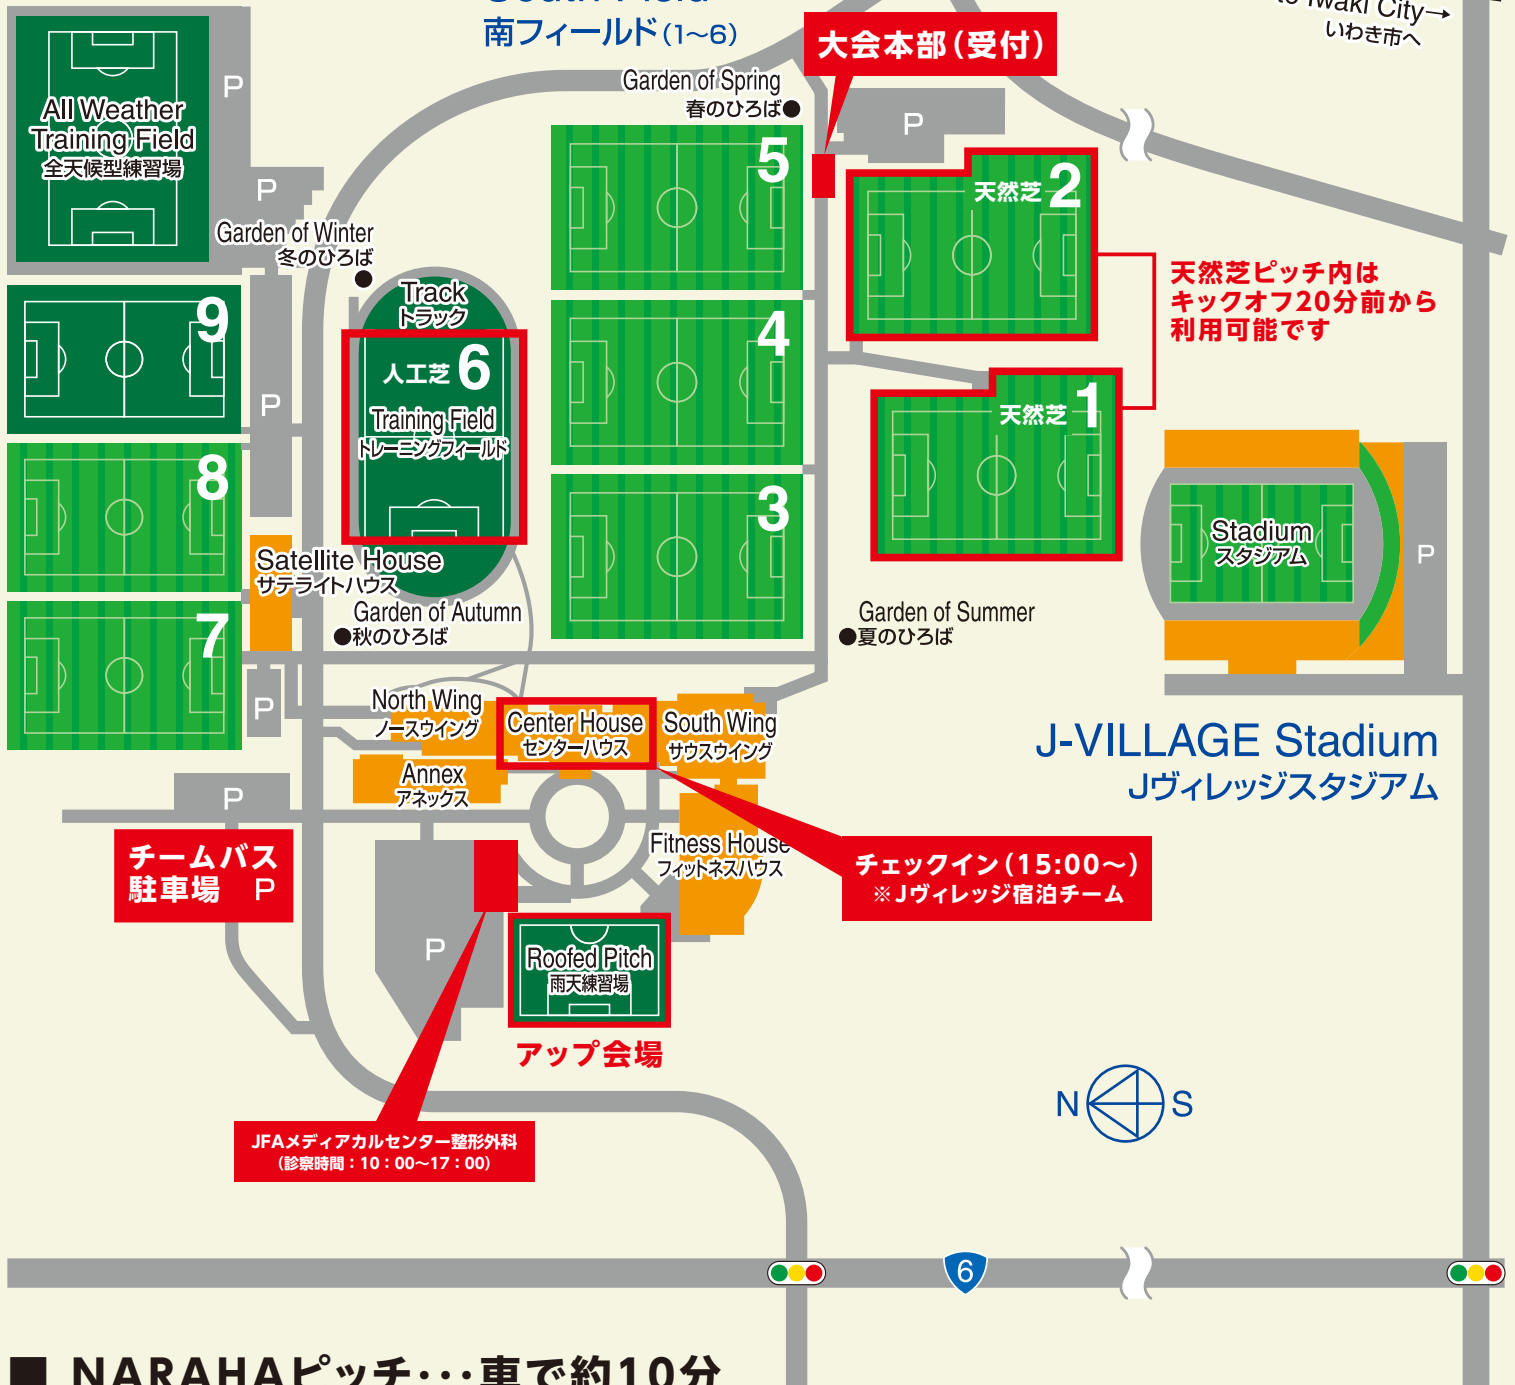 南フィールド（1〜6）
to Iwaki City→
いわき市へ
大会本部（受付）
Garden of Spring
春のひろば●
P
All Weather
Training Field
全天候型練習場
P
P
Garden of Winter
冬のひろば
5
天然芝 2
天然芝ピッチ内は
キックオフ20分前から
利用可能です
Track
トラック
9
4
人工芝 6
Training Field
トレーニングフィールド
P
天然芝 1
8
3
Stadium
スタジアム
P
Satellite House
サテライトハウス
7
Garden of Autumn
●秋のひろば
Garden of Summer
●夏のひろば
P
North Wing
ノースウイング
Center House
センターハウス
South Wing
サウスウイング
J-VILLAGE Stadium
Jヴィレッジスタジアム
Annex
アネックス
P
Fitness House
フィットネスハウス
チームバス
駐車場 P
チェックイン（15:00〜）
※Jヴィレッジ宿泊チーム
P
Roofed Pitch
雨天練習場
アップ会場
N S
JFAメディアカルセンター整形外科
（診察時間：10：00〜17：00）
6
■ NARAHAピッチ･･･車で約10分